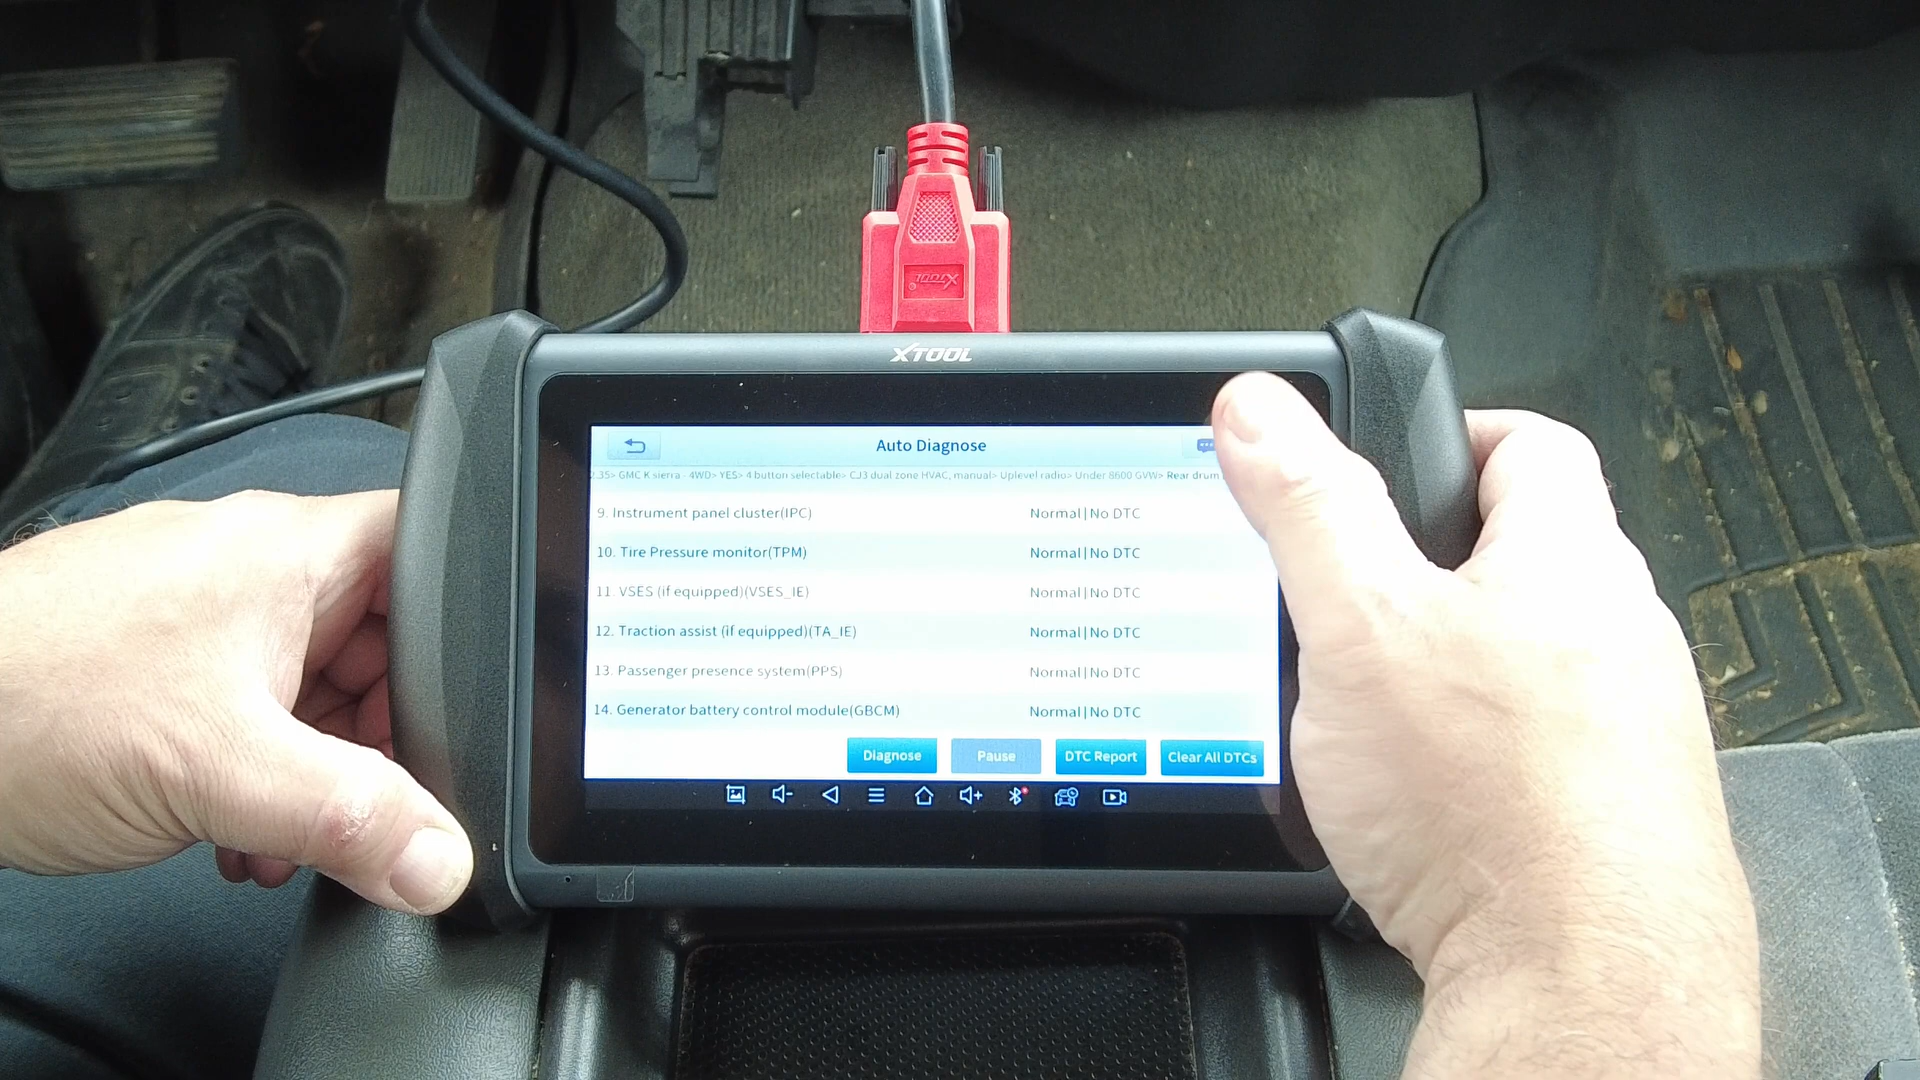 XTOOL
XTOOL
Auto Diagnose
2.35> GMC K sierra - 4WD> YES> 4 button selectable> CJ3 dual zone HVAC, manual> Uplevel radio> Under 8600 GVW> Rear drum
9. Instrument panel cluster(IPC) Normal|No DTC
10. Tire Pressure monitor(TPM) Normal|No DTC
11. VSES (if equipped)(VSES_IE) Normal|No DTC
12. Traction assist (if equipped)(TA_IE) Normal|No DTC
13. Passenger presence system(PPS) Normal|No DTC
14. Generator battery control module(GBCM) Normal|No DTC
Diagnose Pause DTC Report Clear All DTCs